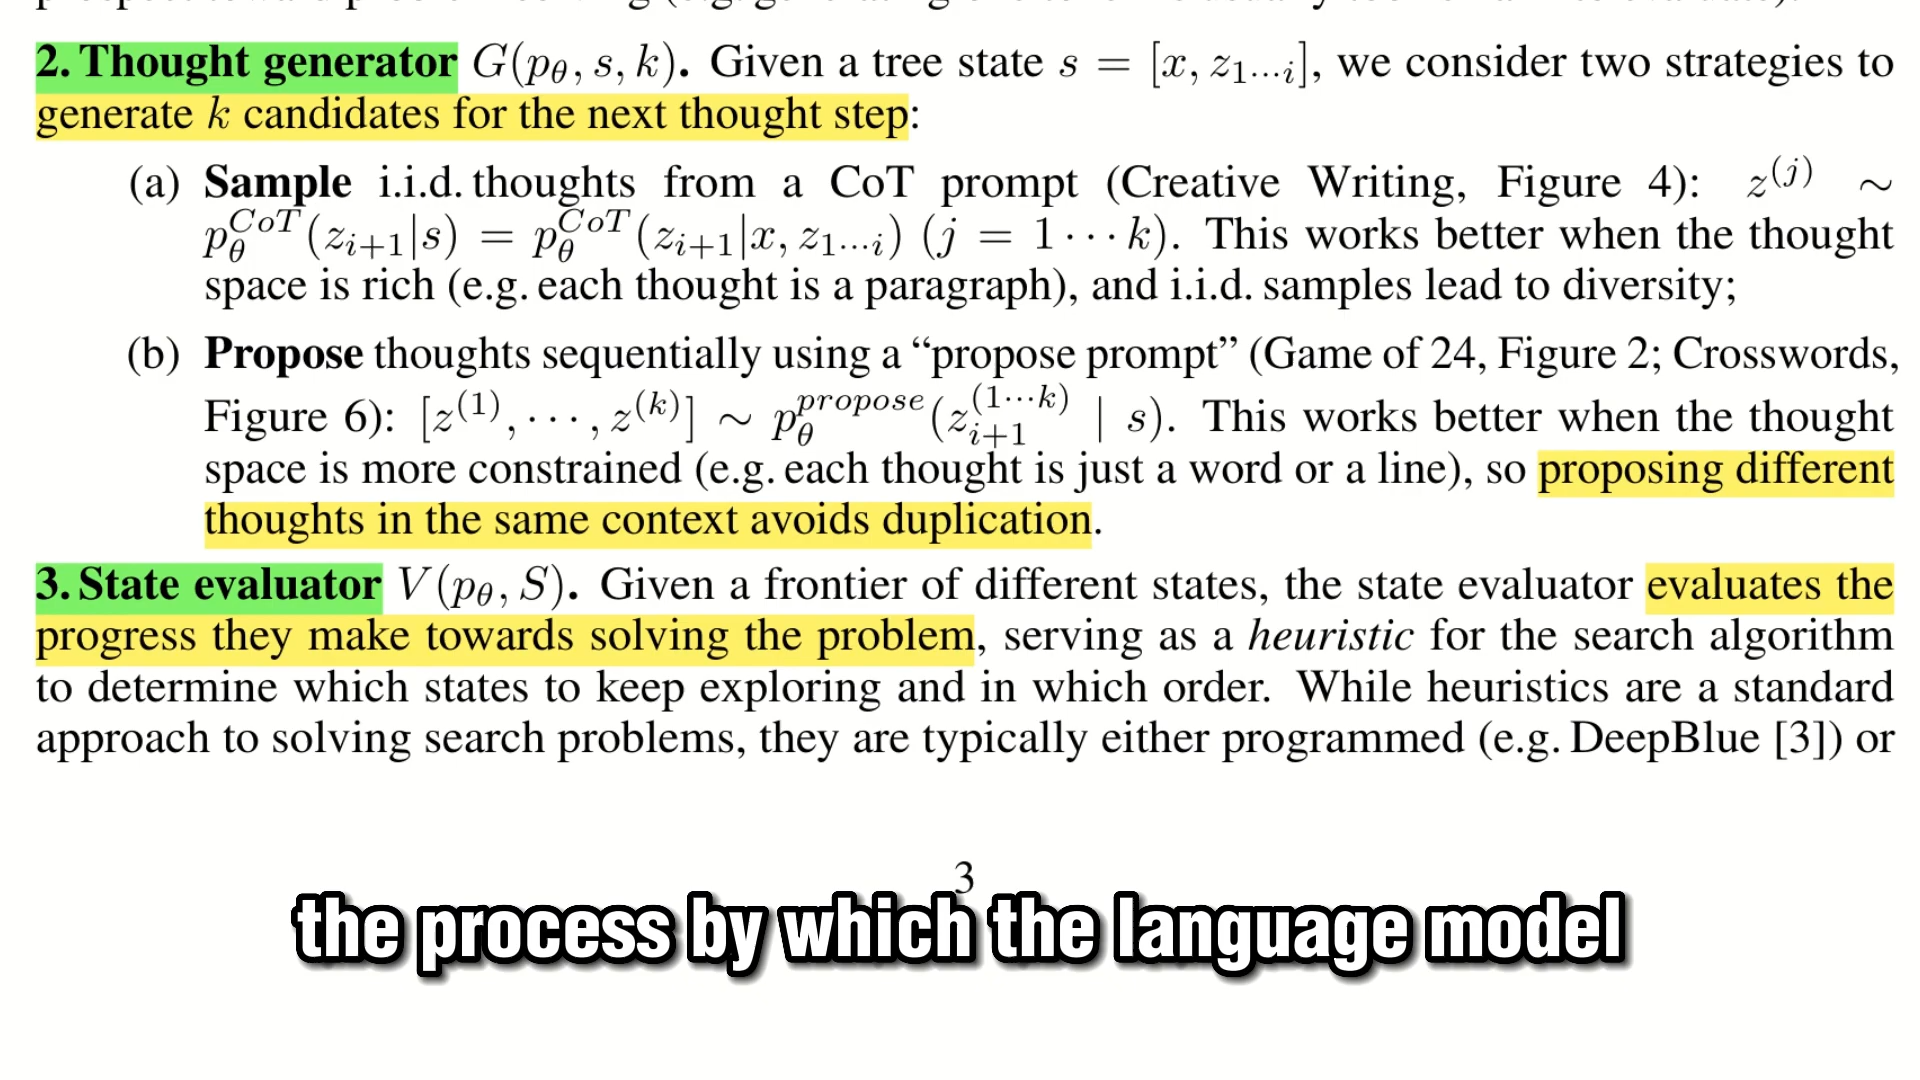 2. Thought generator G(pθ, s, k). Given a tree state s = [x, z1···i], we consider two strategies to
generate k candidates for the next thought step:
(a) Sample i.i.d. thoughts from a CoT prompt (Creative Writing, Figure 4): z^(j) ∼
pθ^CoT(zi+1|s) = pθ^CoT(zi+1|x, z1···i) (j = 1 · · · k). This works better when the thought
space is rich (e.g. each thought is a paragraph), and i.i.d. samples lead to diversity;
(b) Propose thoughts sequentially using a “propose prompt” (Game of 24, Figure 2; Crosswords,
Figure 6): [z^(1), · · · , z^(k)] ∼ pθ^propose(zi+1^(1···k) | s). This works better when the thought
space is more constrained (e.g. each thought is just a word or a line), so proposing different
thoughts in the same context avoids duplication.
3. State evaluator V(pθ, S). Given a frontier of different states, the state evaluator evaluates the
progress they make towards solving the problem, serving as a heuristic for the search algorithm
to determine which states to keep exploring and in which order. While heuristics are a standard
approach to solving search problems, they are typically either programmed (e.g. DeepBlue [3]) or
3
the process by which the language model